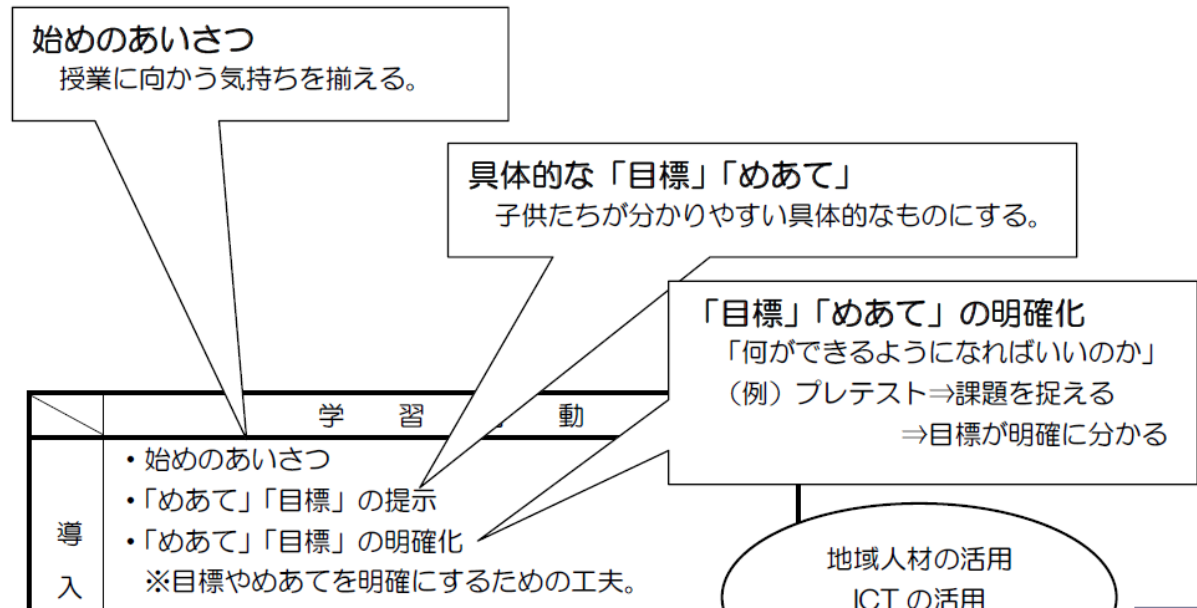 始めのあいさつ
授業に向かう気持ちを揃える。
具体的な「目標」「めあて」
子供たちが分かりやすい具体的なものにする。
「目標」「めあて」の明確化
「何ができるようになればいいのか」
（例）プレテスト⇒課題を捉える
⇒目標が明確に分かる
学 習 動
導入
・始めのあいさつ
・「めあて」「目標」の提示
・「めあて」「目標」の明確化
※目標やめあてを明確にするための工夫。
地域人材の活用
ICT の活用